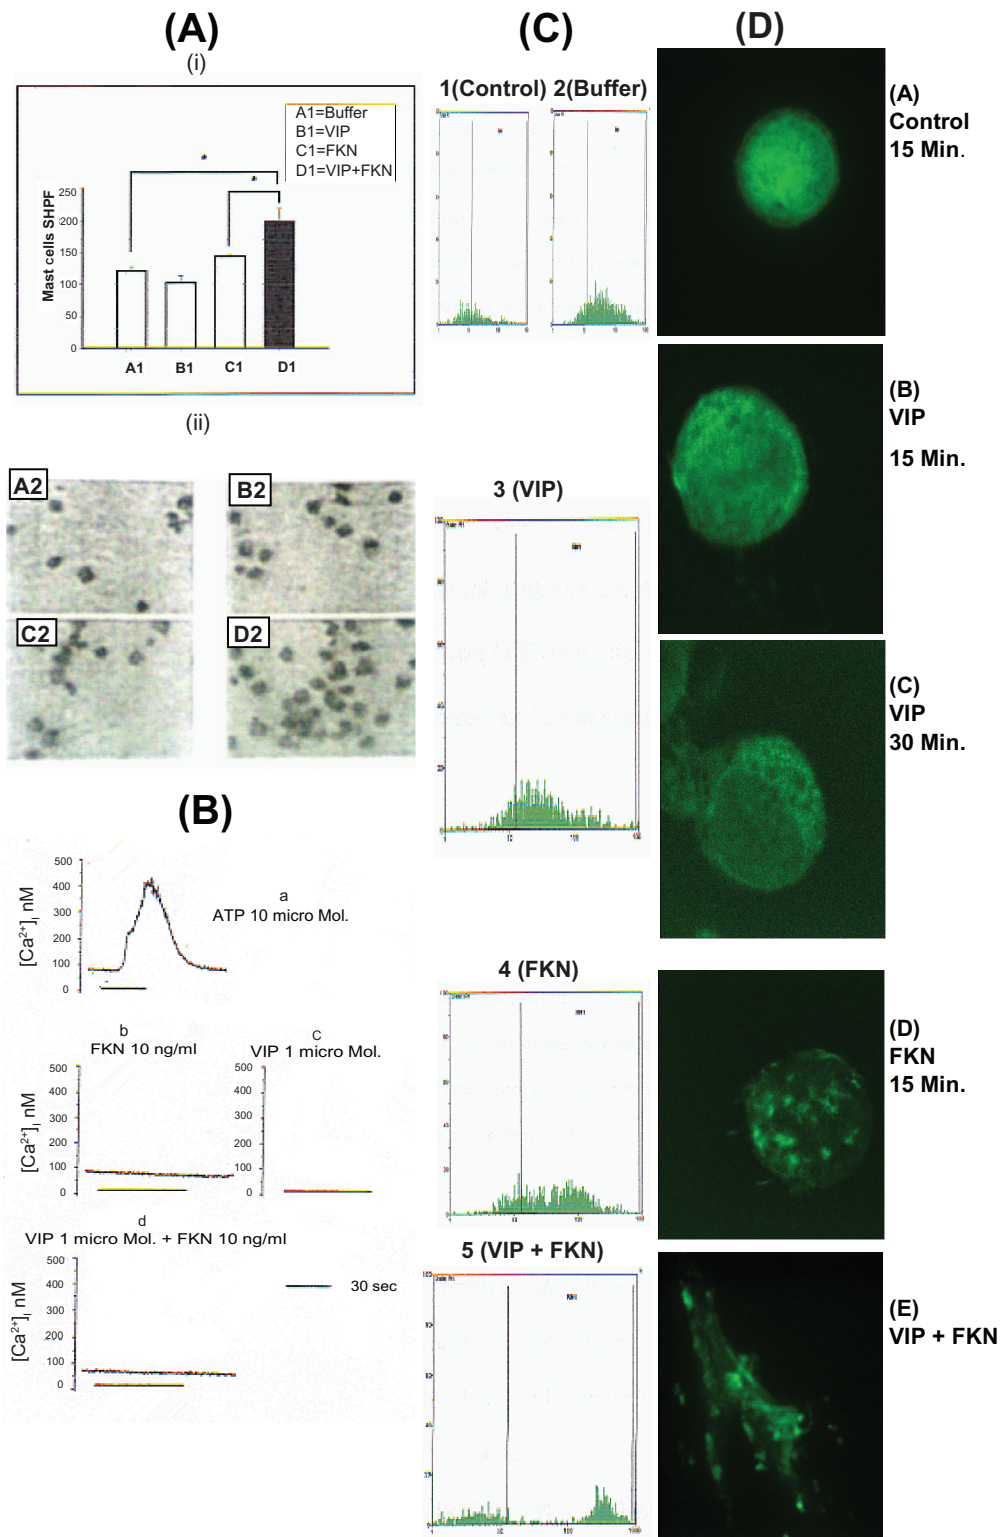 (A)
(i)
A1=Buffer
B1=VIP
C1=FKN
D1=VIP+FKN
*
*
Mast cells SHPF
250
200
150
100
50
0
A1 B1 C1 D1
(ii)
A2
B2
C2
D2
(B)
[Ca²⁺]ᵢ nM
500
400
300
200
100
0
a
ATP 10 micro Mol.
b
FKN 10 ng/ml
[Ca²⁺]ᵢ nM
500
400
300
200
100
0
C
VIP 1 micro Mol.
500
400
300
200
100
0
d
VIP 1 micro Mol. + FKN 10 ng/ml
[Ca²⁺]ᵢ nM
500
400
300
200
100
0
30 sec
(C)
1(Control) 2(Buffer)
3 (VIP)
4 (FKN)
5 (VIP + FKN)
(D)
(A)
Control
15 Min.
(B)
VIP
15 Min.
(C)
VIP
30 Min.
(D)
FKN
15 Min.
(E)
VIP + FKN